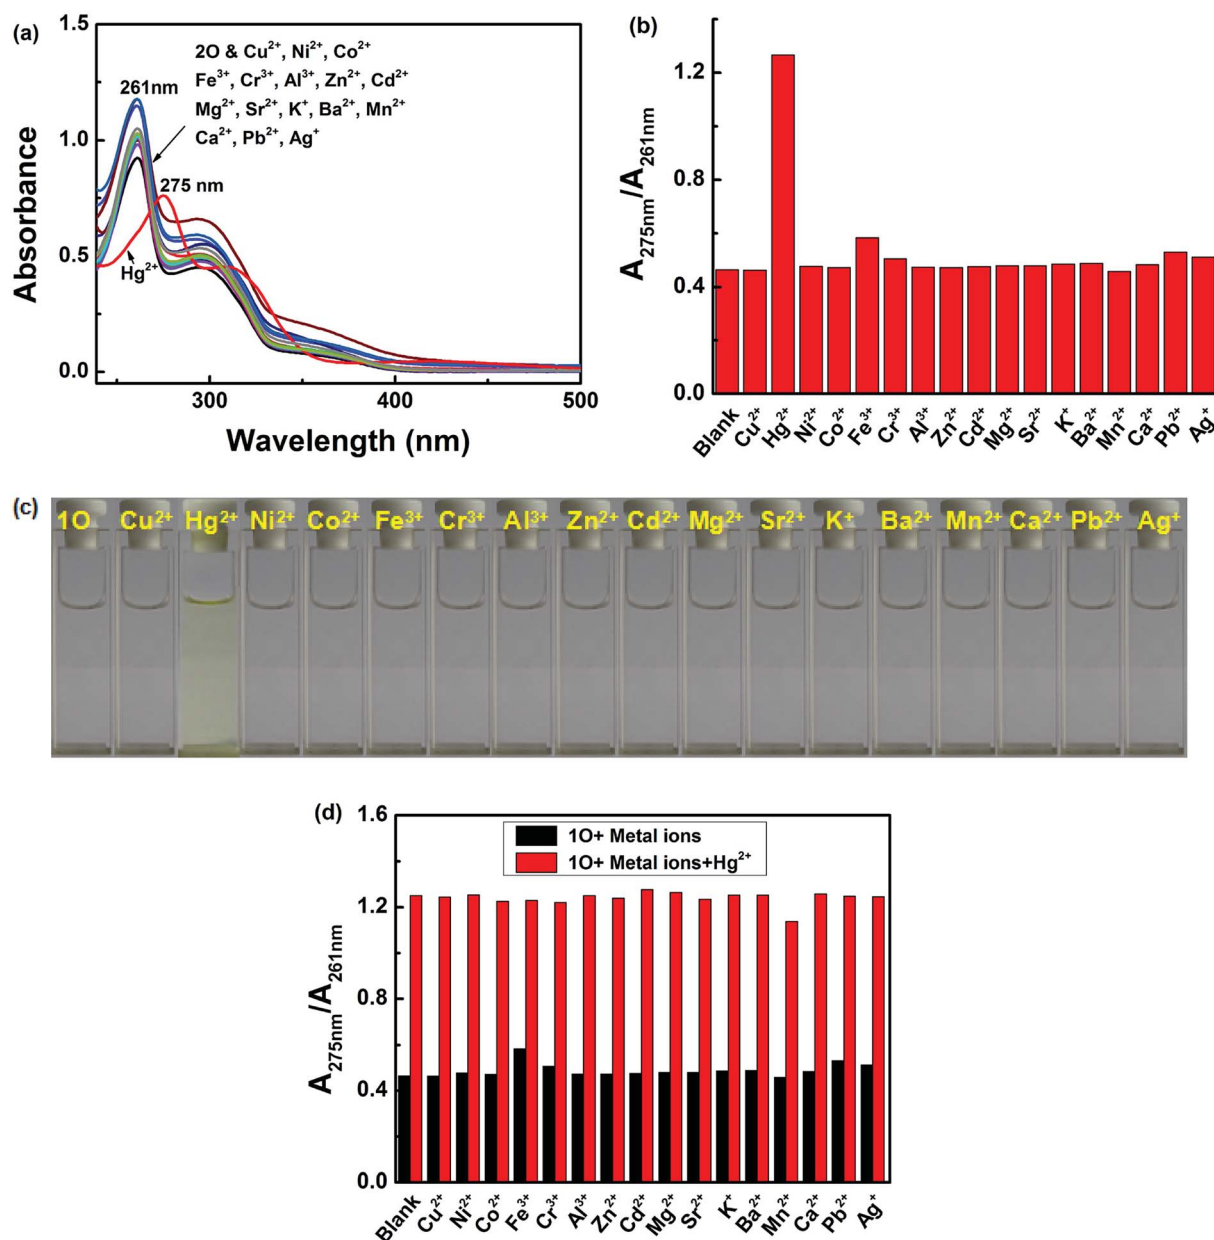 (a)
1.5
1.0
0.5
0.0
Absorbance
2O & Cu²⁺, Ni²⁺, Co²⁺
Fe³⁺, Cr³⁺, Al³⁺, Zn²⁺, Cd²⁺
Mg²⁺, Sr²⁺, K⁺, Ba²⁺, Mn²⁺
Ca²⁺, Pb²⁺, Ag⁺
261nm
275 nm
Hg²⁺
300
400
500
Wavelength (nm)
(b)
1.2
0.8
0.4
0.0
A275nm/A261nm
Blank
Cu²⁺
Hg²⁺
Ni²⁺
Co²⁺
Fe³⁺
Cr³⁺
Al³⁺
Zn²⁺
Cd²⁺
Mg²⁺
Sr²⁺
K⁺
Ba²⁺
Mn²⁺
Ca²⁺
Pb²⁺
Ag⁺
(c)
1O Cu²⁺ Hg²⁺ Ni²⁺ Co²⁺ Fe³⁺ Cr³⁺ Al³⁺ Zn²⁺ Cd²⁺ Mg²⁺ Sr²⁺ K⁺ Ba²⁺ Mn²⁺ Ca²⁺ Pb²⁺ Ag⁺
(d)
1.6
1.2
0.8
0.4
0.0
A275nm/A261nm
1O+ Metal ions
1O+ Metal ions+Hg²⁺
Blank
Cu²⁺
Ni²⁺
Co²⁺
Fe³⁺
Cr³⁺
Al³⁺
Zn²⁺
Cd²⁺
Mg²⁺
Sr²⁺
K⁺
Ba²⁺
Mn²⁺
Ca²⁺
Pb²⁺
Ag⁺